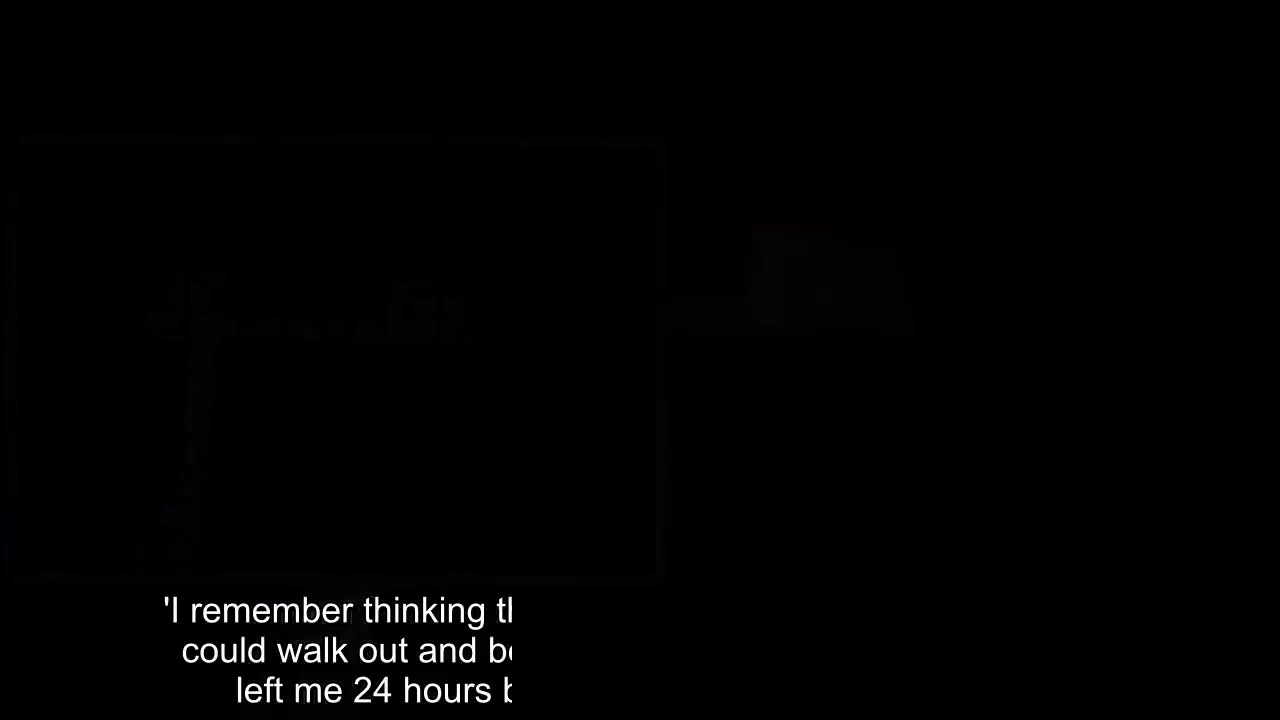 'I remember thinking
could walk out and
left me 24 hours